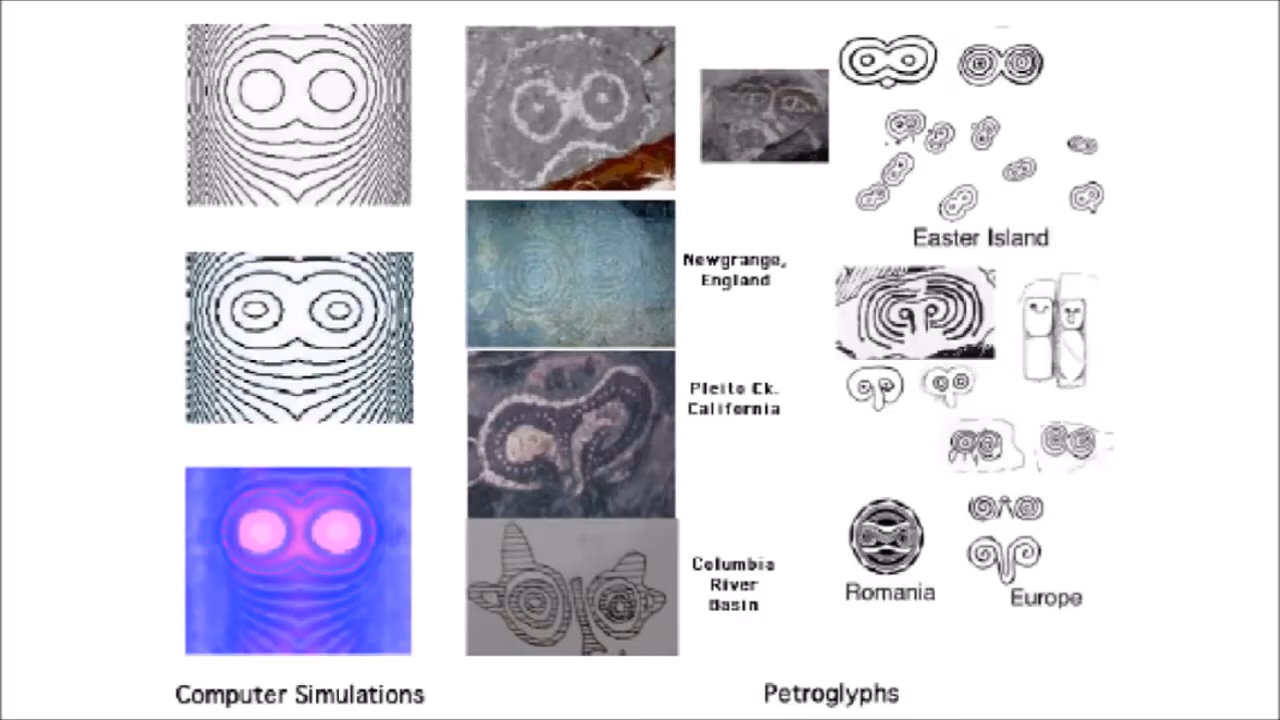 Easter Island
Newgrange,
England
Pleito Ck.
California
Columbia
River
Basin
Romania
Europe
Computer Simulations
Petroglyphs